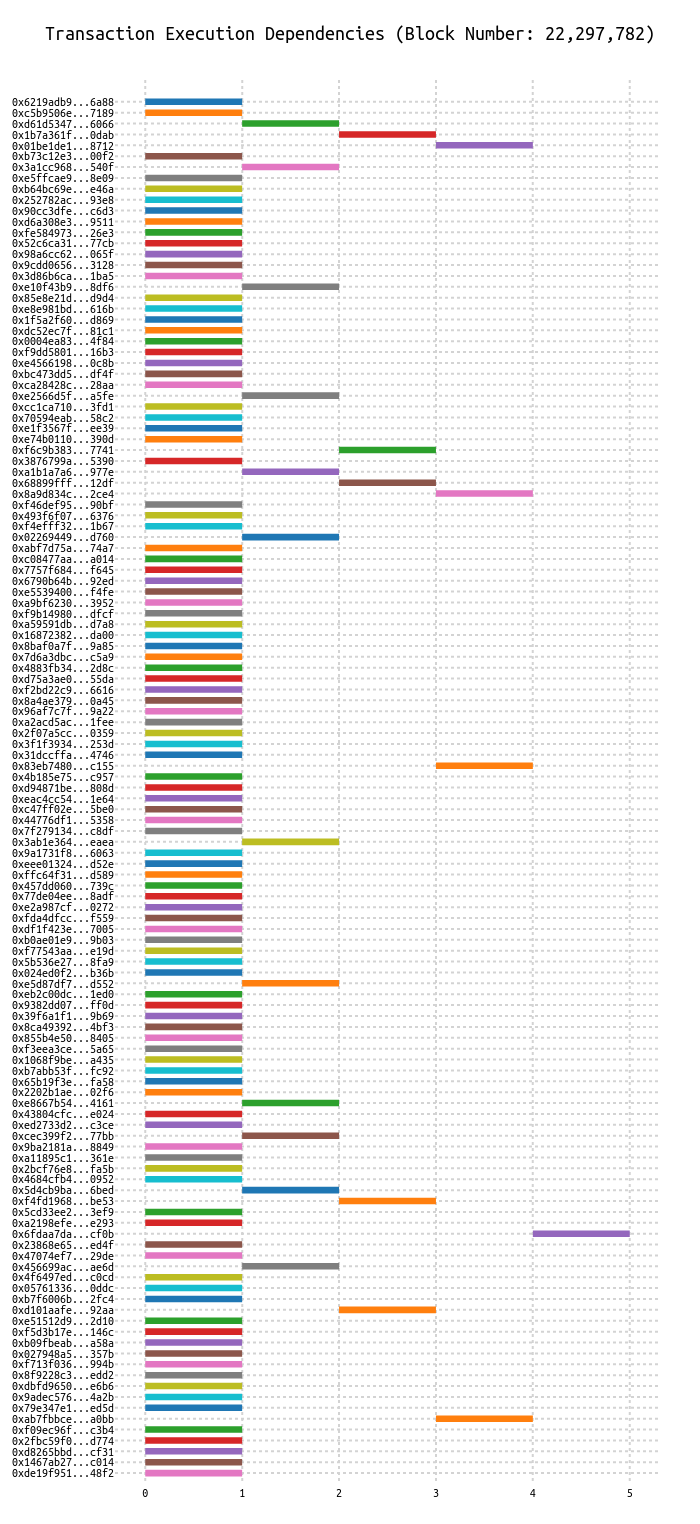 Transaction Execution Dependencies (Block Number: 22,297,782)
0x6219adb9...6a88
0xc5b9506e...7189
0xd61d5347...6066
0x1b7a361f...0dab
0x01be1de1...8712
0xb73c12e3...00f2
0x3a1cc968...540f
0xe5ffcae9...8e09
0xb64bc69e...e46a
0x252782ac...93e8
0x90cc3dfe...c6d3
0xd6a308e3...9511
0xfe584973...26e3
0x52c6ca31...77cb
0x98a6cc62...065f
0x9cdd0656...3128
0x3d86b6ca...1ba5
0xe10f43b9...8df6
0x85e8e21d...d9d4
0xe8e981bd...616b
0x1f5a2f60...d869
0xdc52ec7f...81c1
0x0004ea83...4f84
0xf9dd5801...16b3
0xe4566198...0c8b
0xbc473dd5...df4f
0xca28428c...28aa
0xe2566d5f...a5fe
0xcc1ca710...3fd1
0x70594eab...58c2
0xe1f3567f...ee39
0xe74b0110...390d
0xf6c9b383...7741
0x3876799a...5390
0xa1b1a7a6...977e
0x68899fff...12df
0x8a9d834c...2ce4
0xf46def95...90bf
0x493f6f07...6376
0xf4efff32...1b67
0x02269449...d760
0xabf7d75a...74a7
0xc08477aa...a014
0x7757f684...f645
0x6790b64b...92ed
0xe5539400...f4fe
0xa9bf6230...3952
0xf9b14980...dfcf
0xa59591db...d7a8
0x16872382...da00
0x8baf0a7f...9a85
0x7d6a3dbc...c5a9
0x4883fb34...2d8c
0xd75a3ae0...55da
0xf2bd22c9...6616
0x8a4ae379...0a45
0x96af7c7f...9a22
0xa2acd5ac...1fee
0x2f07a5cc...0359
0x3f1f3934...253d
0x31dccffa...4746
0x83eb7480...c155
0x4b185e75...c957
0xd94871be...808d
0xeac4cc54...1e64
0xc47ff02e...5be0
0x44776df1...5358
0x7f279134...c8df
0x3ab1e364...eaea
0x9a1731f8...6063
0xeee01324...d52e
0xffc64f31...d589
0x457dd060...739c
0x77de04ee...8adf
0xe2a987cf...0272
0xfda4dfcc...f559
0xdf1f423e...7005
0xb0ae01e9...9b03
0xf77543aa...e19d
0x5b536e27...8fa9
0x024ed0f2...b36b
0xe5d87df7...d552
0xeb2c00dc...1ed0
0x9382dd07...ff0d
0x39f6a1f1...9b69
0x8ca49392...4bf3
0x855b4e50...8405
0xf3eea3ce...5a65
0x1068f9be...a435
0xb7abb53f...fc92
0x65b19f3e...fa58
0x2202b1ae...02f6
0xe8667b54...4161
0x43804cfc...e024
0xed2733d2...c3ce
0xcec399f2...77bb
0x9ba2181a...8849
0xa11895c1...361e
0x2bcf76e8...fa5b
0x4684cfb4...0952
0x5d4cb9ba...6bed
0xf4fd1968...be53
0x5cd33ee2...3ef9
0xa2198efe...e293
0x6fdaa7da...cf0b
0x23868e65...ed4f
0x47074ef7...29de
0x456699ac...ae6d
0x4f6497ed...c0cd
0x05761336...0ddc
0xb7f6006b...2fc4
0xd101aafe...92aa
0xe51512d9...2d10
0xf5d3b17e...146c
0xb09fbeab...a58a
0x027948a5...357b
0xf713f036...994b
0x8f9228c3...edd2
0xdbfd9650...e6b6
0x9adec576...4a2b
0x79e347e1...ed5d
0xab7fbbce...a0bb
0xf09ec96f...c3b4
0x2fbc59f0...d774
0xd8265bbd...cf31
0x1467ab27...c014
0xde19f951...48f2
0 1 2 3 4 5